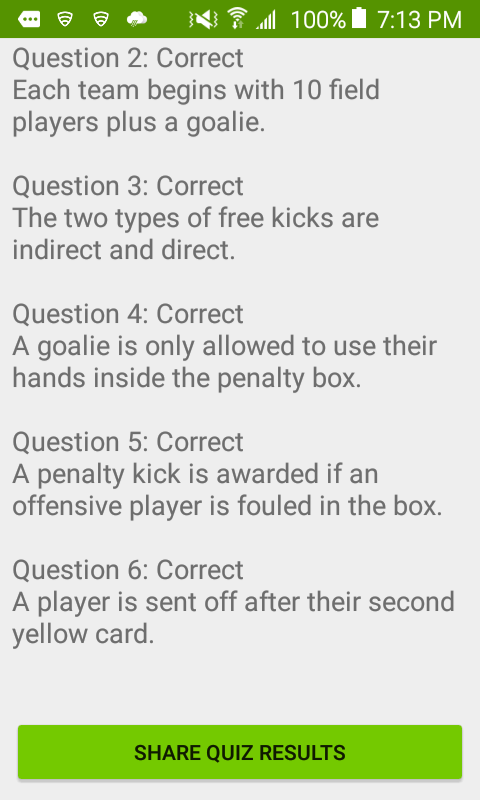 100% 7:13 PM
Question 2: Correct
Each team begins with 10 field
players plus a goalie.
Question 3: Correct
The two types of free kicks are
indirect and direct.
Question 4: Correct
A goalie is only allowed to use their
hands inside the penalty box.
Question 5: Correct
A penalty kick is awarded if an
offensive player is fouled in the box.
Question 6: Correct
A player is sent off after their second
yellow card.
SHARE QUIZ RESULTS